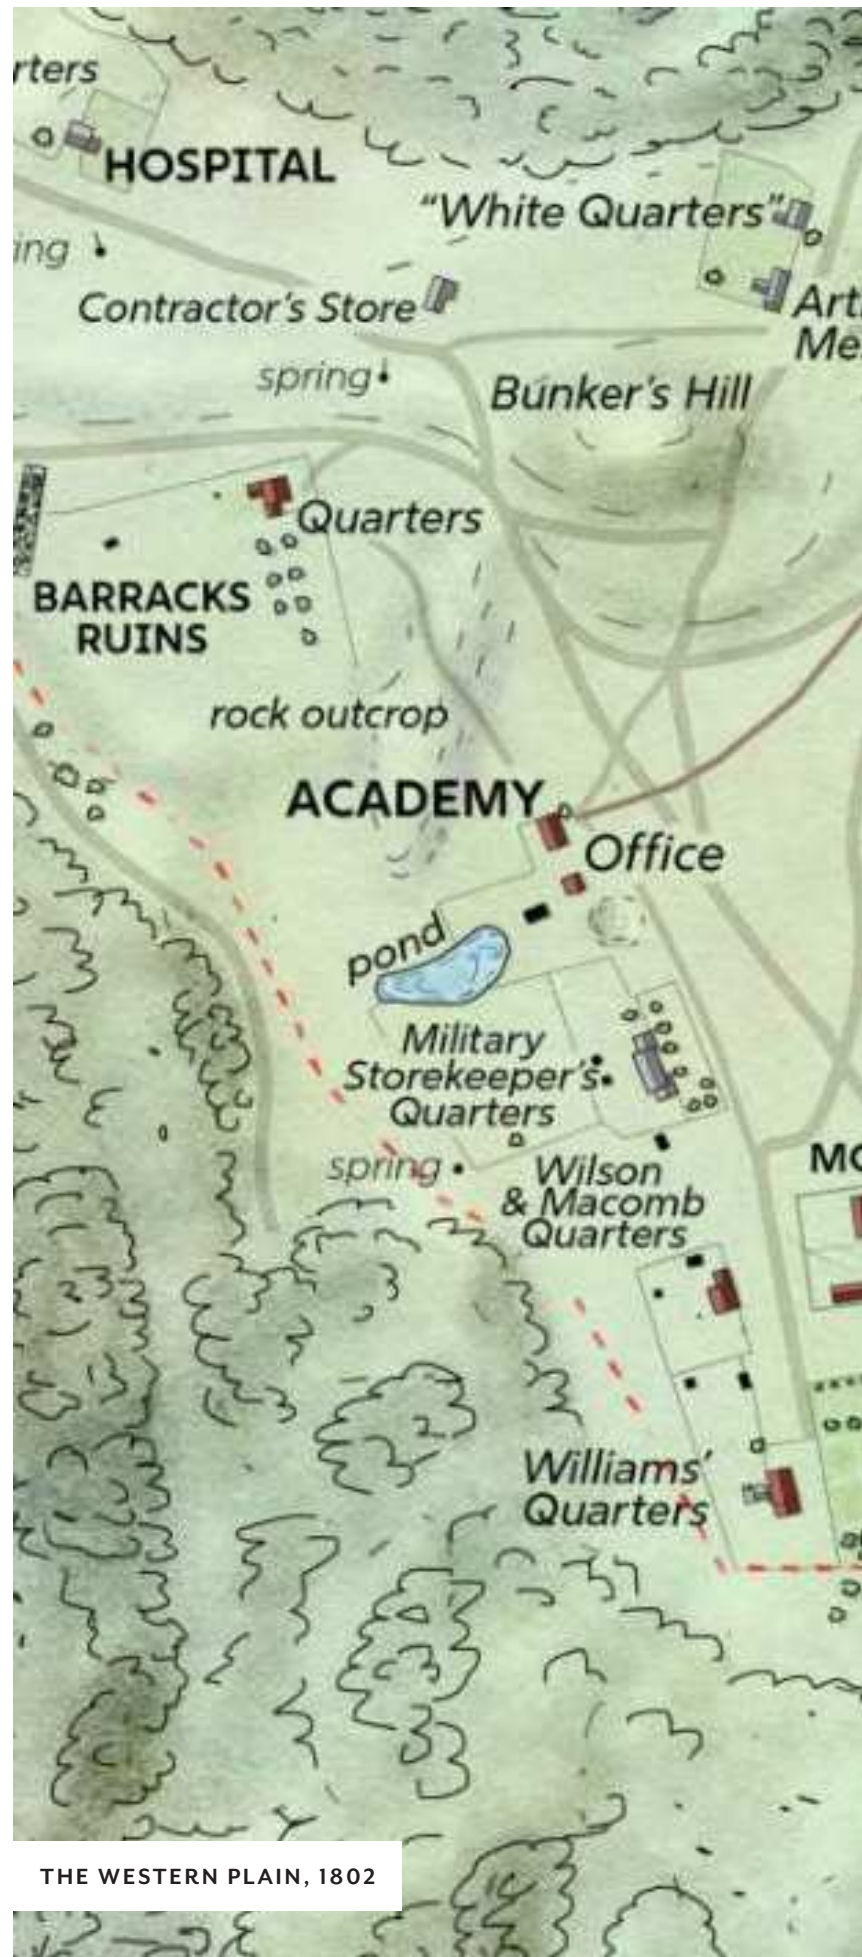 rters
HOSPITAL
“White Quarters”
ing
Contractor’s Store
Art
Me
spring
Bunker’s Hill
Quarters
BARRACKS
RUINS
rock outcrop
ACADEMY
Office
pond
Military
Storekeeper’s
Quarters
spring
Wilson
& Macomb
Quarters
MO
Williams’
Quarters
THE WESTERN PLAIN, 1802